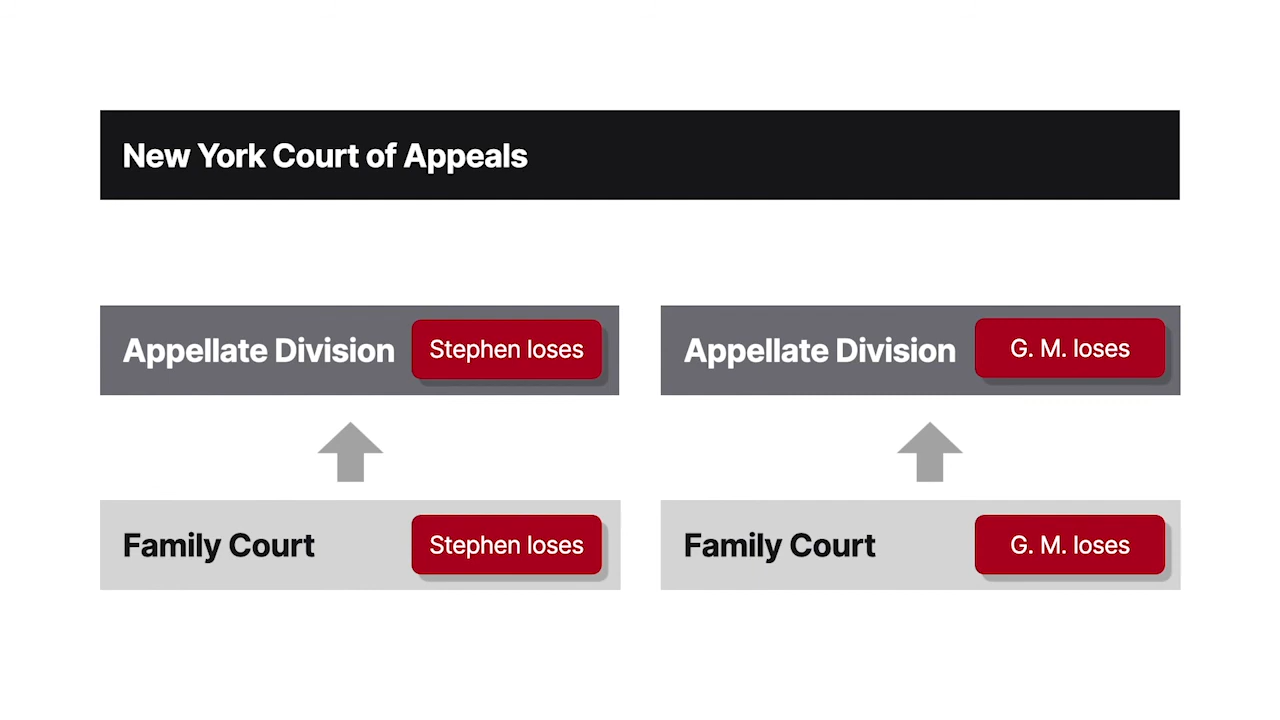 New York Court of Appeals
Appellate Division
Stephen loses
Appellate Division
G. M. loses
Family Court
Stephen loses
Family Court
G. M. loses